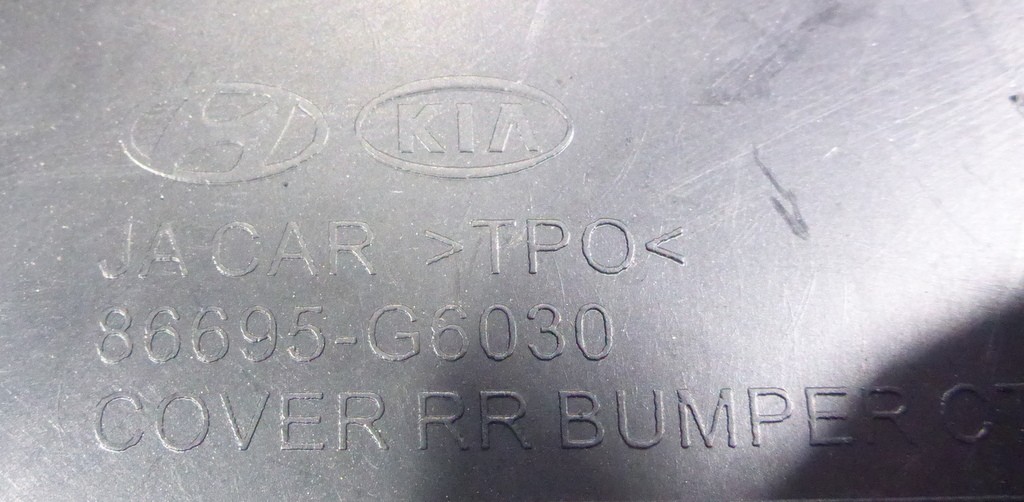 KIA
JA CAR >TPO<
86695-G6030
COVER RR BUMPER